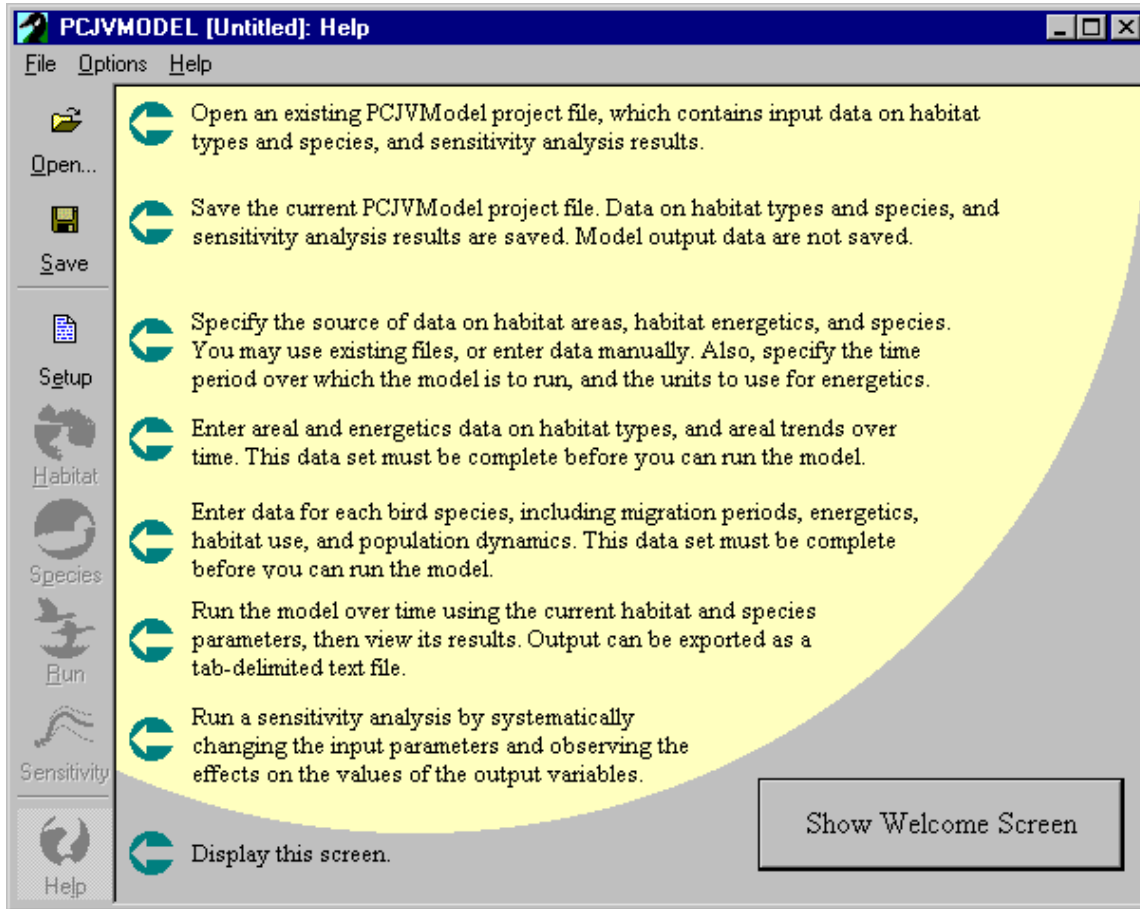 PCJVMODEL [Untitled]: Help
File Options Help
Open...
Open an existing PCJVModel project file, which contains input data on habitat
types and species, and sensitivity analysis results.
Save
Save the current PCJVModel project file. Data on habitat types and species, and
sensitivity analysis results are saved. Model output data are not saved.
Setup
Specify the source of data on habitat areas, habitat energetics, and species.
You may use existing files, or enter data manually. Also, specify the time
period over which the model is to run, and the units to use for energetics.
Habitat
Enter areal and energetics data on habitat types, and areal trends over
time. This data set must be complete before you can run the model.
Species
Enter data for each bird species, including migration periods, energetics,
habitat use, and population dynamics. This data set must be complete
before you can run the model.
Run
Run the model over time using the current habitat and species
parameters, then view its results. Output can be exported as a
tab-delimited text file.
Sensitivity
Run a sensitivity analysis by systematically
changing the input parameters and observing the
effects on the values of the output variables.
Help
Display this screen.
Show Welcome Screen